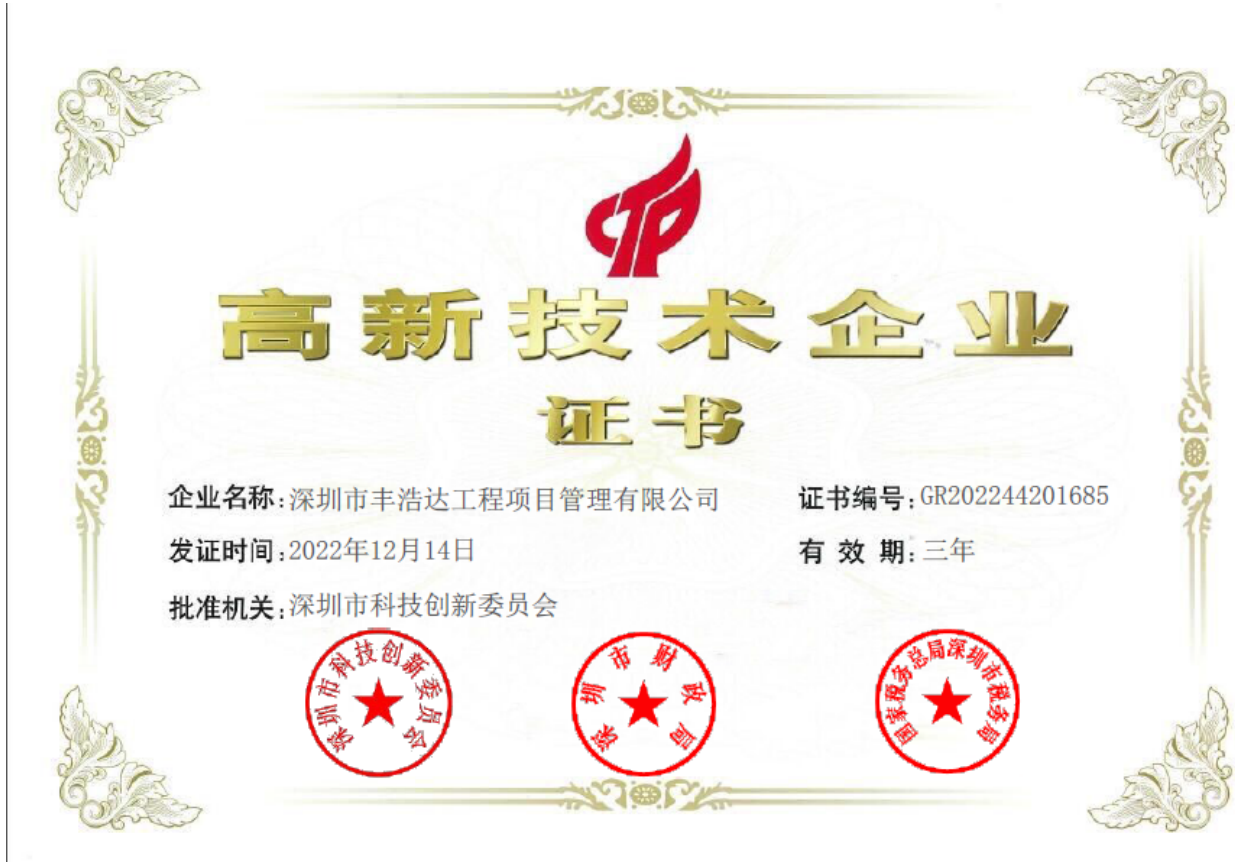 CTP
高新技术企业
证书
企业名称:深圳市丰浩达工程项目管理有限公司
证书编号:GR202244201685
发证时间:2022年12月14日
有效期:三年
批准机关:深圳市科技创新委员会
深圳市科技创新委员会
深圳市财政局
国家税务总局深圳市税务局